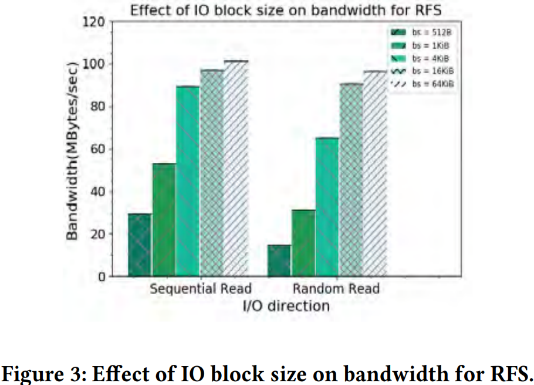 Effect of IO block size on bandwidth for RFS
120
100
80
60
40
20
0
Bandwidth(MBytes/sec)
bs = 512B
bs = 1KiB
bs = 4KiB
bs = 16KiB
bs = 64KiB
Sequential Read
Random Read
I/O direction
Figure 3: Effect of IO block size on bandwidth for RFS.